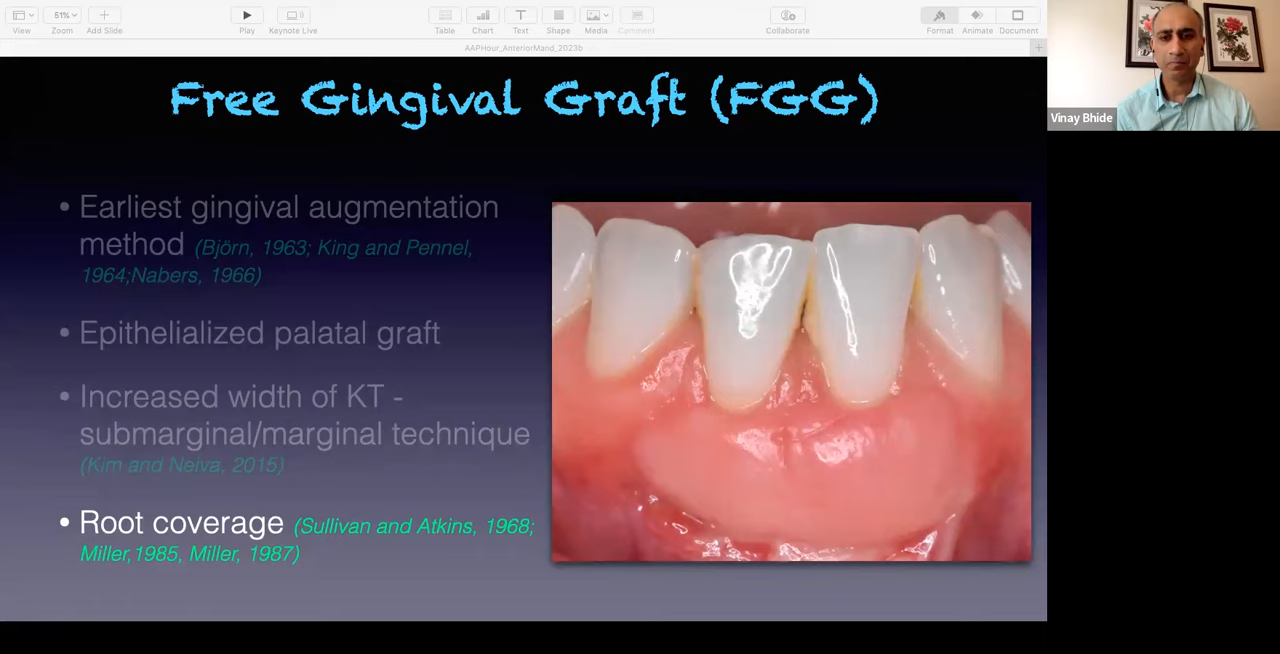 View
51%
Zoom
Add Slide
Play
Keynote Live
Table
Chart
Text
Shape
Media
Comment
Collaborate
Format
Animate
Document
AAPHour_AnteriorMand_2023b
Free Gingival Graft (FGG)
• Earliest gingival augmentation
method (Björn, 1963; King and Pennel,
1964;Nabers, 1966)
• Epithelialized palatal graft
• Increased width of KT -
submarginal/marginal technique
(Kim and Neiva, 2015)
• Root coverage (Sullivan and Atkins, 1968;
Miller,1985, Miller, 1987)
Vinay Bhide